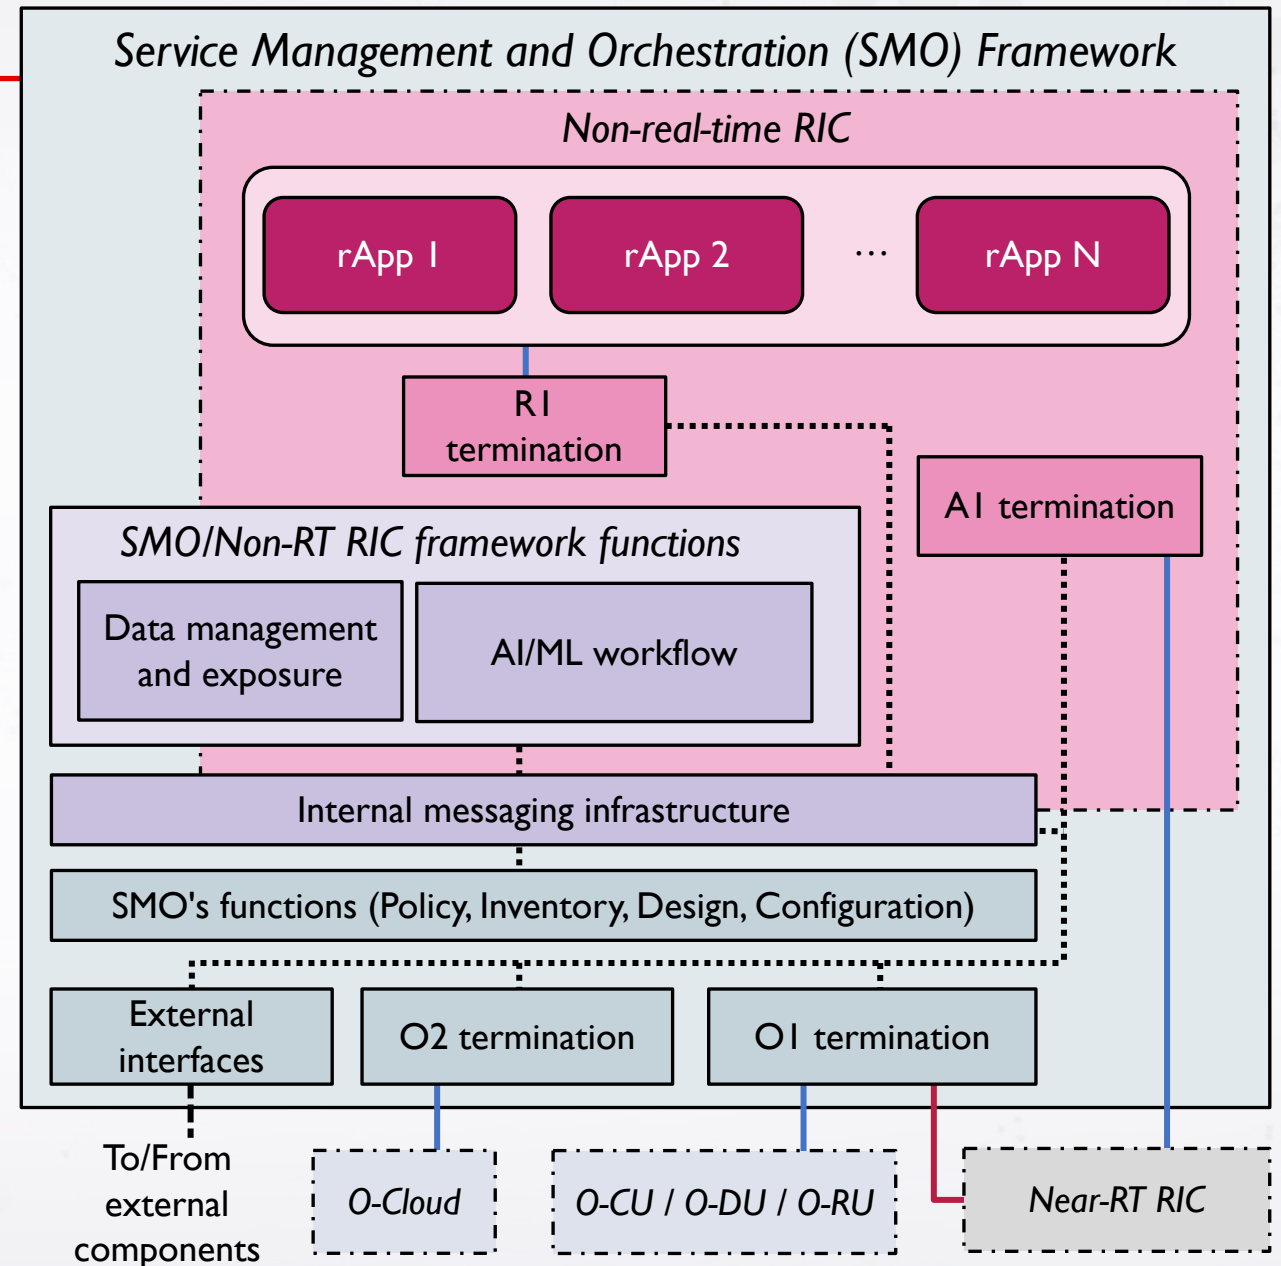 Service Management and Orchestration (SMO) Framework
Non-real-time RIC
rApp 1
rApp 2
...
rApp N
R1
termination
A1 termination
SMO/Non-RT RIC framework functions
Data management
and exposure
AI/ML workflow
Internal messaging infrastructure
SMO's functions (Policy, Inventory, Design, Configuration)
External
interfaces
O2 termination
O1 termination
To/From
external
components
O-Cloud
O-CU / O-DU / O-RU
Near-RT RIC